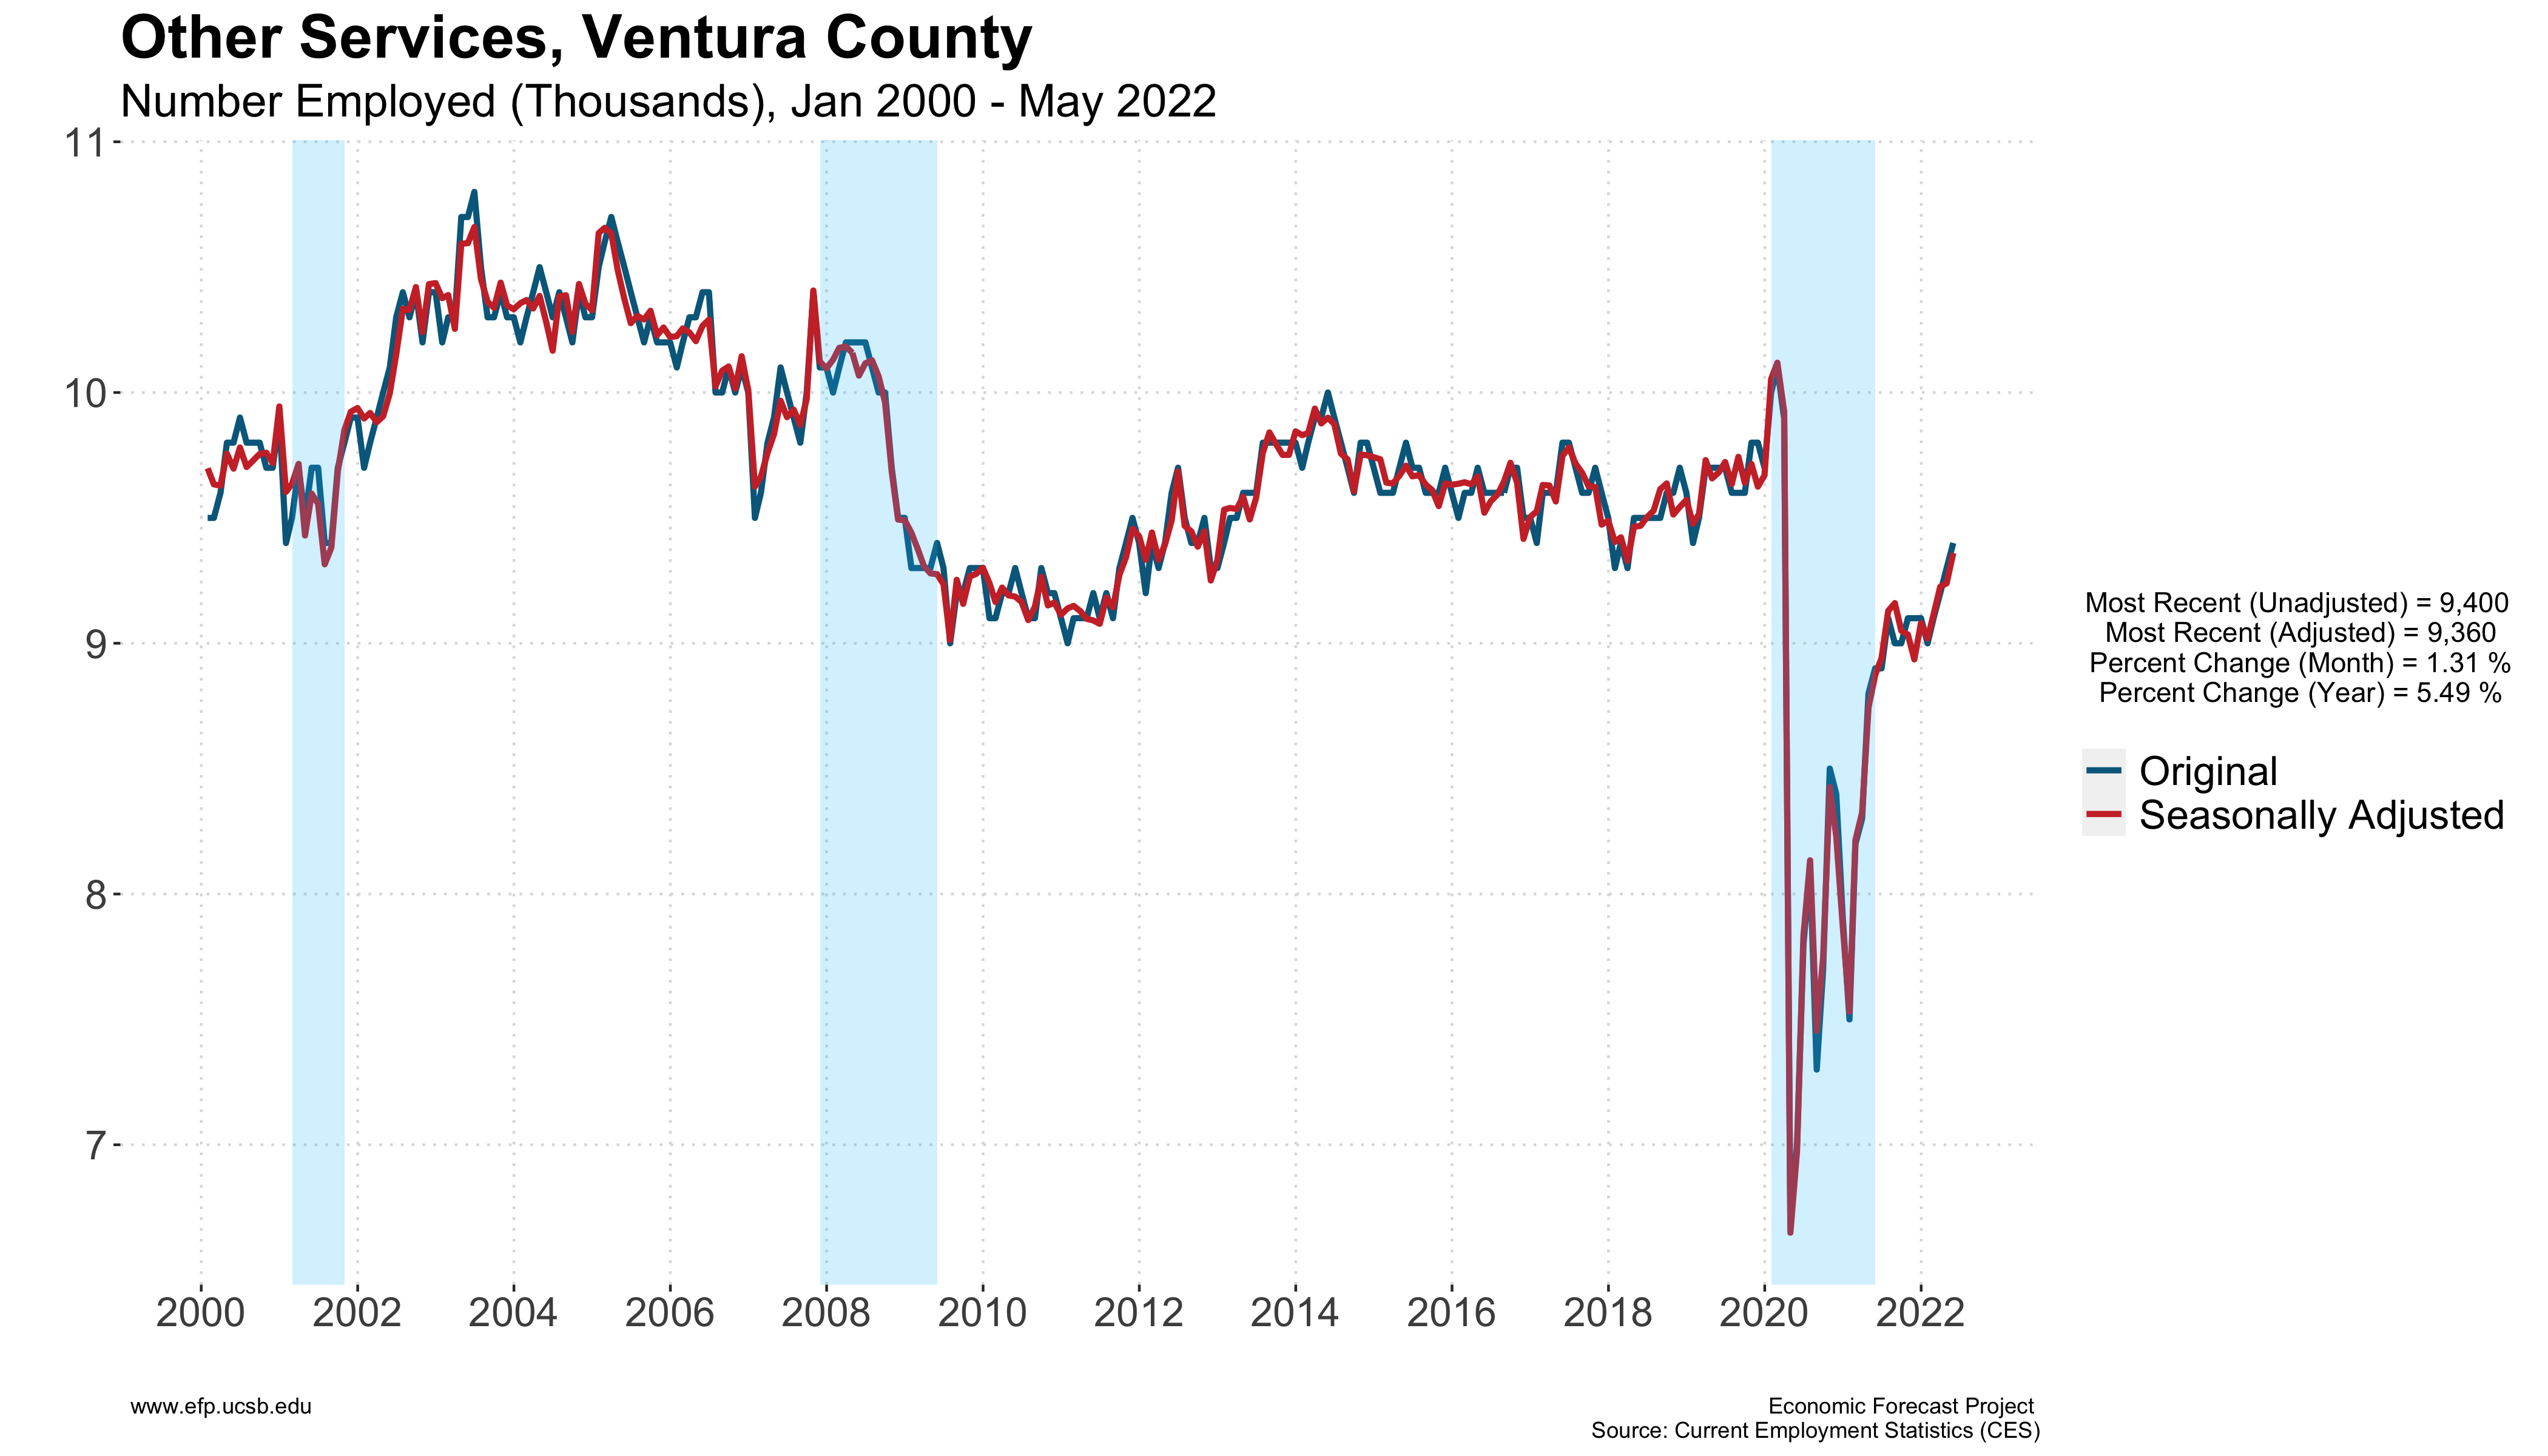 Other Services, Ventura County
Number Employed (Thousands), Jan 2000 - May 2022
11
10
9
8
7
2000 2002 2004 2006 2008 2010 2012 2014 2016 2018 2020 2022
Most Recent (Unadjusted) = 9,400
Most Recent (Adjusted) = 9,360
Percent Change (Month) = 1.31 %
Percent Change (Year) = 5.49 %
Original
Seasonally Adjusted
www.efp.ucsb.edu
Economic Forecast Project
Source: Current Employment Statistics (CES)